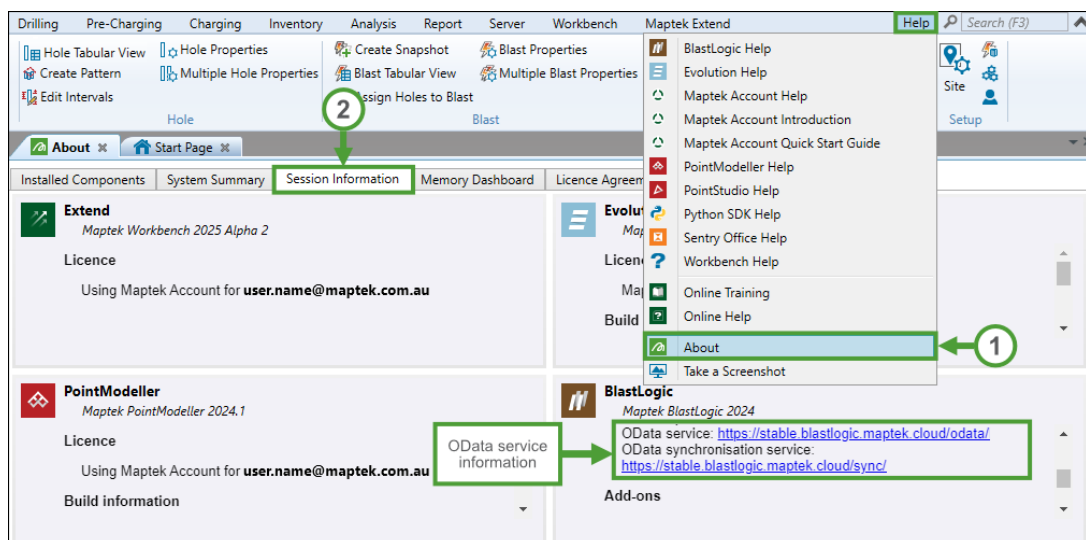 Drilling Pre-Charging Charging Inventory Analysis Report Server Workbench Maptek Extend Help Search (F3)
Hole Tabular View Hole Properties
Create Pattern Multiple Hole Properties
Edit Intervals
Hole
Create Snapshot Blast Properties
Blast Tabular View Multiple Blast Properties
Assign Holes to Blast
Blast
Site
Setup
BlastLogic Help
Evolution Help
Maptek Account Help
Maptek Account Introduction
Maptek Account Quick Start Guide
PointModeller Help
PointStudio Help
Python SDK Help
Sentry Office Help
Workbench Help
Online Training
Online Help
About
Take a Screenshot
1
2
About Start Page
Installed Components System Summary Session Information Memory Dashboard Licence Agreem
Extend
Maptek Workbench 2025 Alpha 2
Licence
Using Maptek Account for user.name@maptek.com.au
Evolu
Map
Licen
Ma
Build
PointModeller
Maptek PointModeller 2024.1
Licence
Using Maptek Account for user.name@maptek.com.au
Build information
OData service
information
BlastLogic
Maptek BlastLogic 2024
OData service: https://stable.blastlogic.maptek.cloud/odata/
OData synchronisation service:
https://stable.blastlogic.maptek.cloud/sync/
Add-ons